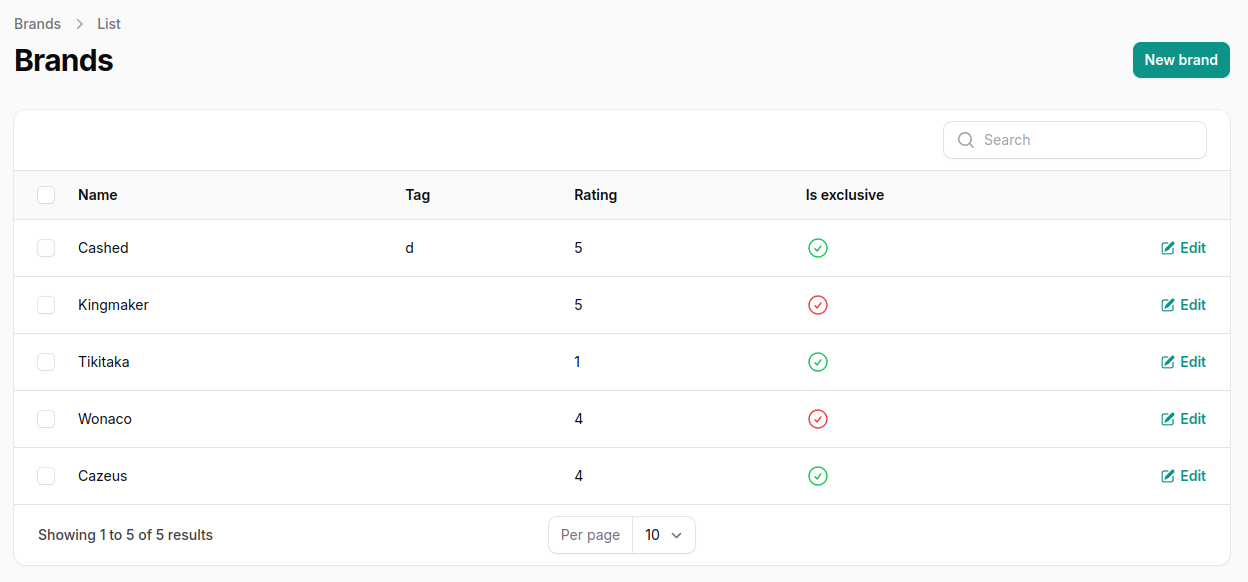 Brands > List
Brands
New brand
Search
Name Tag Rating Is exclusive
Cashed d 5 Edit
Kingmaker 5 Edit
Tikitaka 1 Edit
Wonaco 4 Edit
Cazeus 4 Edit
Showing 1 to 5 of 5 results Per page 10